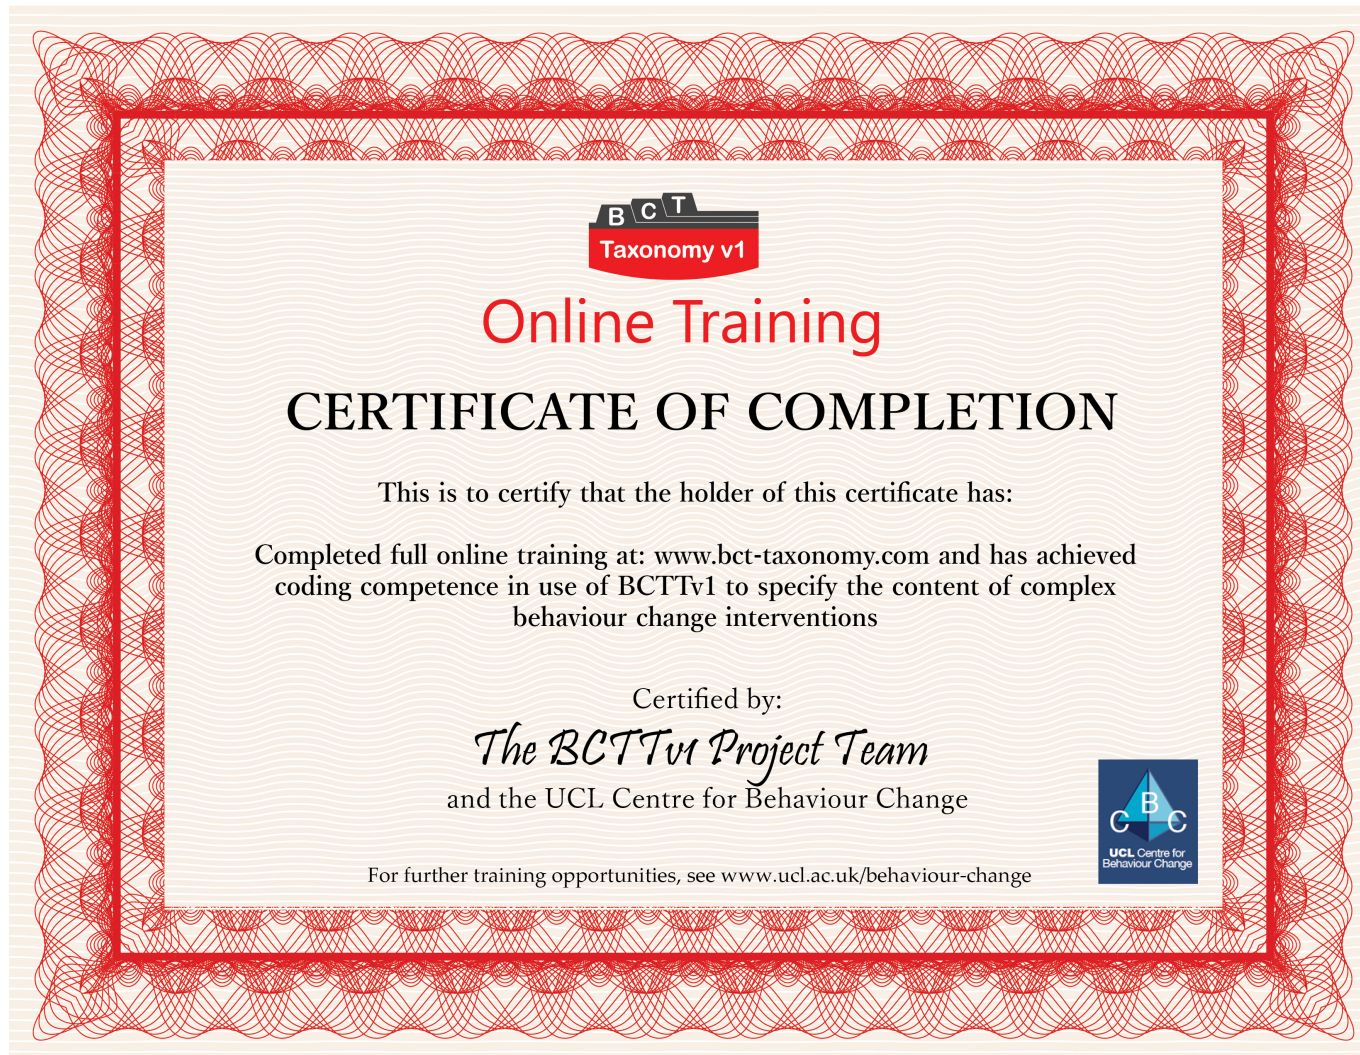 B C T
Taxonomy v1
Online Training
CERTIFICATE OF COMPLETION
This is to certify that the holder of this certificate has:
Completed full online training at: www.bct-taxonomy.com and has achieved
coding competence in use of BCTTv1 to specify the content of complex
behaviour change interventions
Certified by:
The BCTTv1 Project Team
and the UCL Centre for Behaviour Change
C B C
UCL Centre for
Behaviour Change
For further training opportunities, see www.ucl.ac.uk/behaviour-change